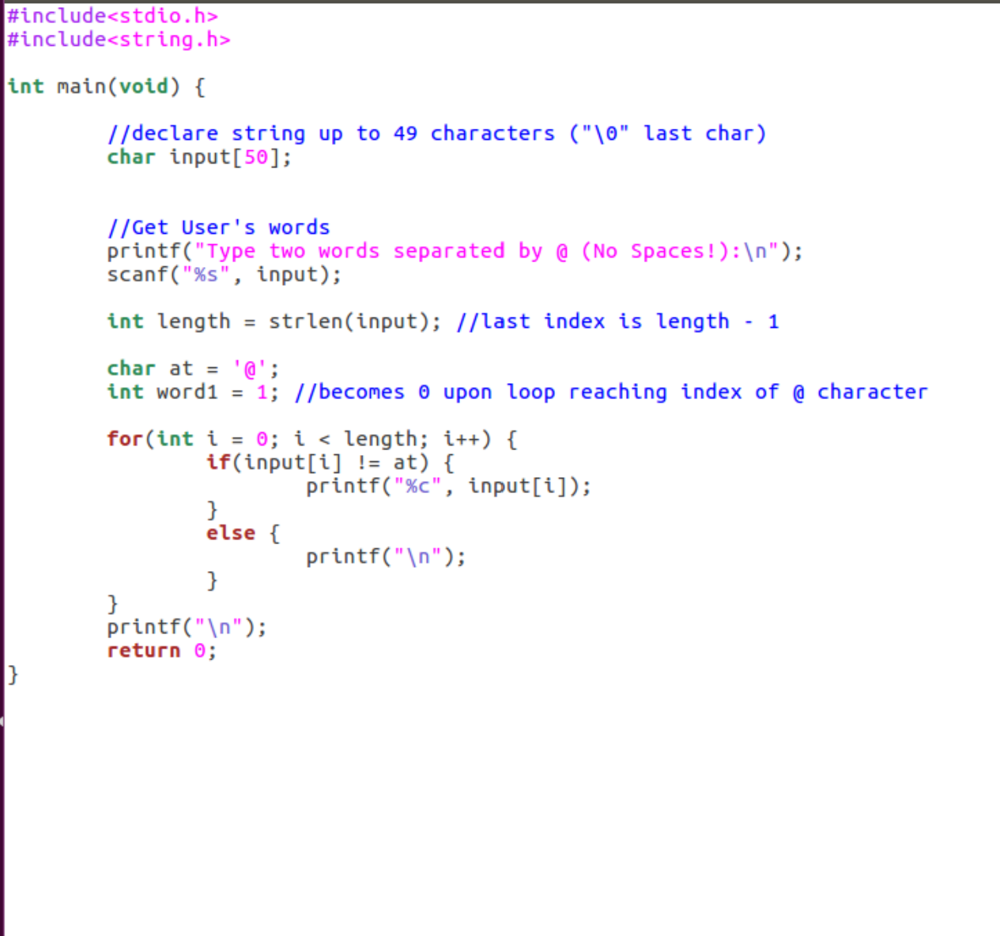 #include<stdio.h>
#include<string.h>
int main(void) {
//declare string up to 49 characters ("\0" last char)
char input[50];
//Get User's words
printf("Type two words separated by @ (No Spaces!):\n");
scanf("%s", input);
int length = strlen(input); //last index is length - 1
char at = '@';
int word1 = 1; //becomes 0 upon loop reaching index of @ character
for(int i = 0; i < length; i++) {
if(input[i] != at) {
printf("%c", input[i]);
}
else {
printf("\n");
}
}
printf("\n");
return 0;
}